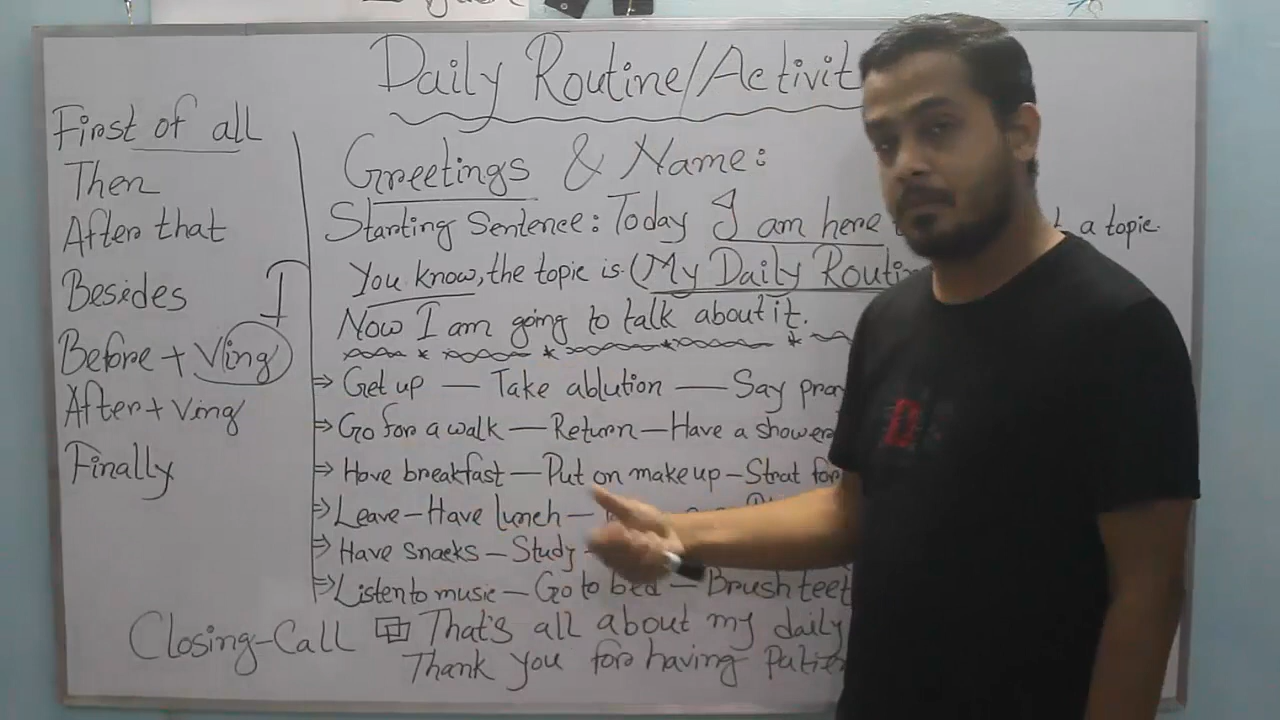 Daily Routine/Activit
First of all
Then
After that
Besides
I
Before + Ving
After + Ving
Finally
Greetings & Name:
Starting Sentence: Today I am here a topic.
You know, the topic is (My Daily Routin
Now I am going to talk about it.
⇒ Get up — Take ablution — Say pray
⇒ Go for a walk — Return — Have a shower
⇒ Have breakfast — Put on make up — Strat for
⇒ Leave — Have lunch —
⇒ Have snacks — Study
⇒ Listen to music — Go to bed — Brush teet
Closing-Call That's all about my daily
Thank you for having Patien